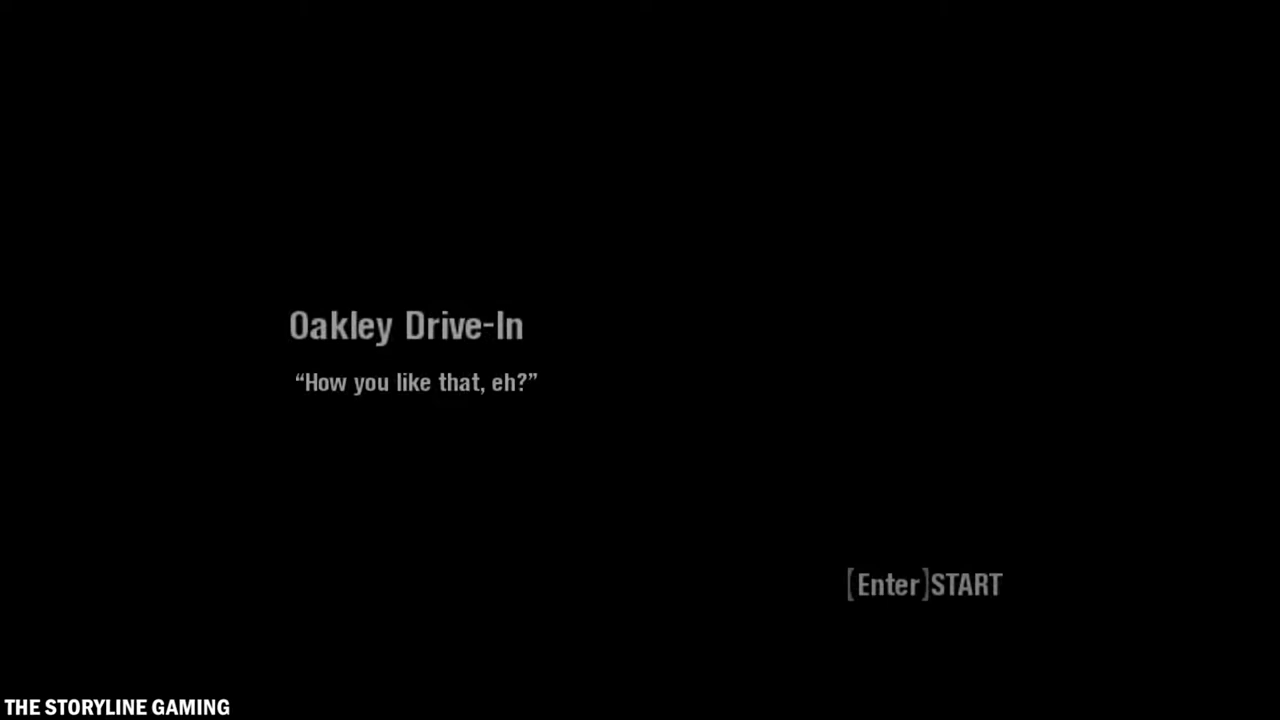 Oakley Drive-In
“How you like that, eh?”
[Enter]START
THE STORYLINE GAMING